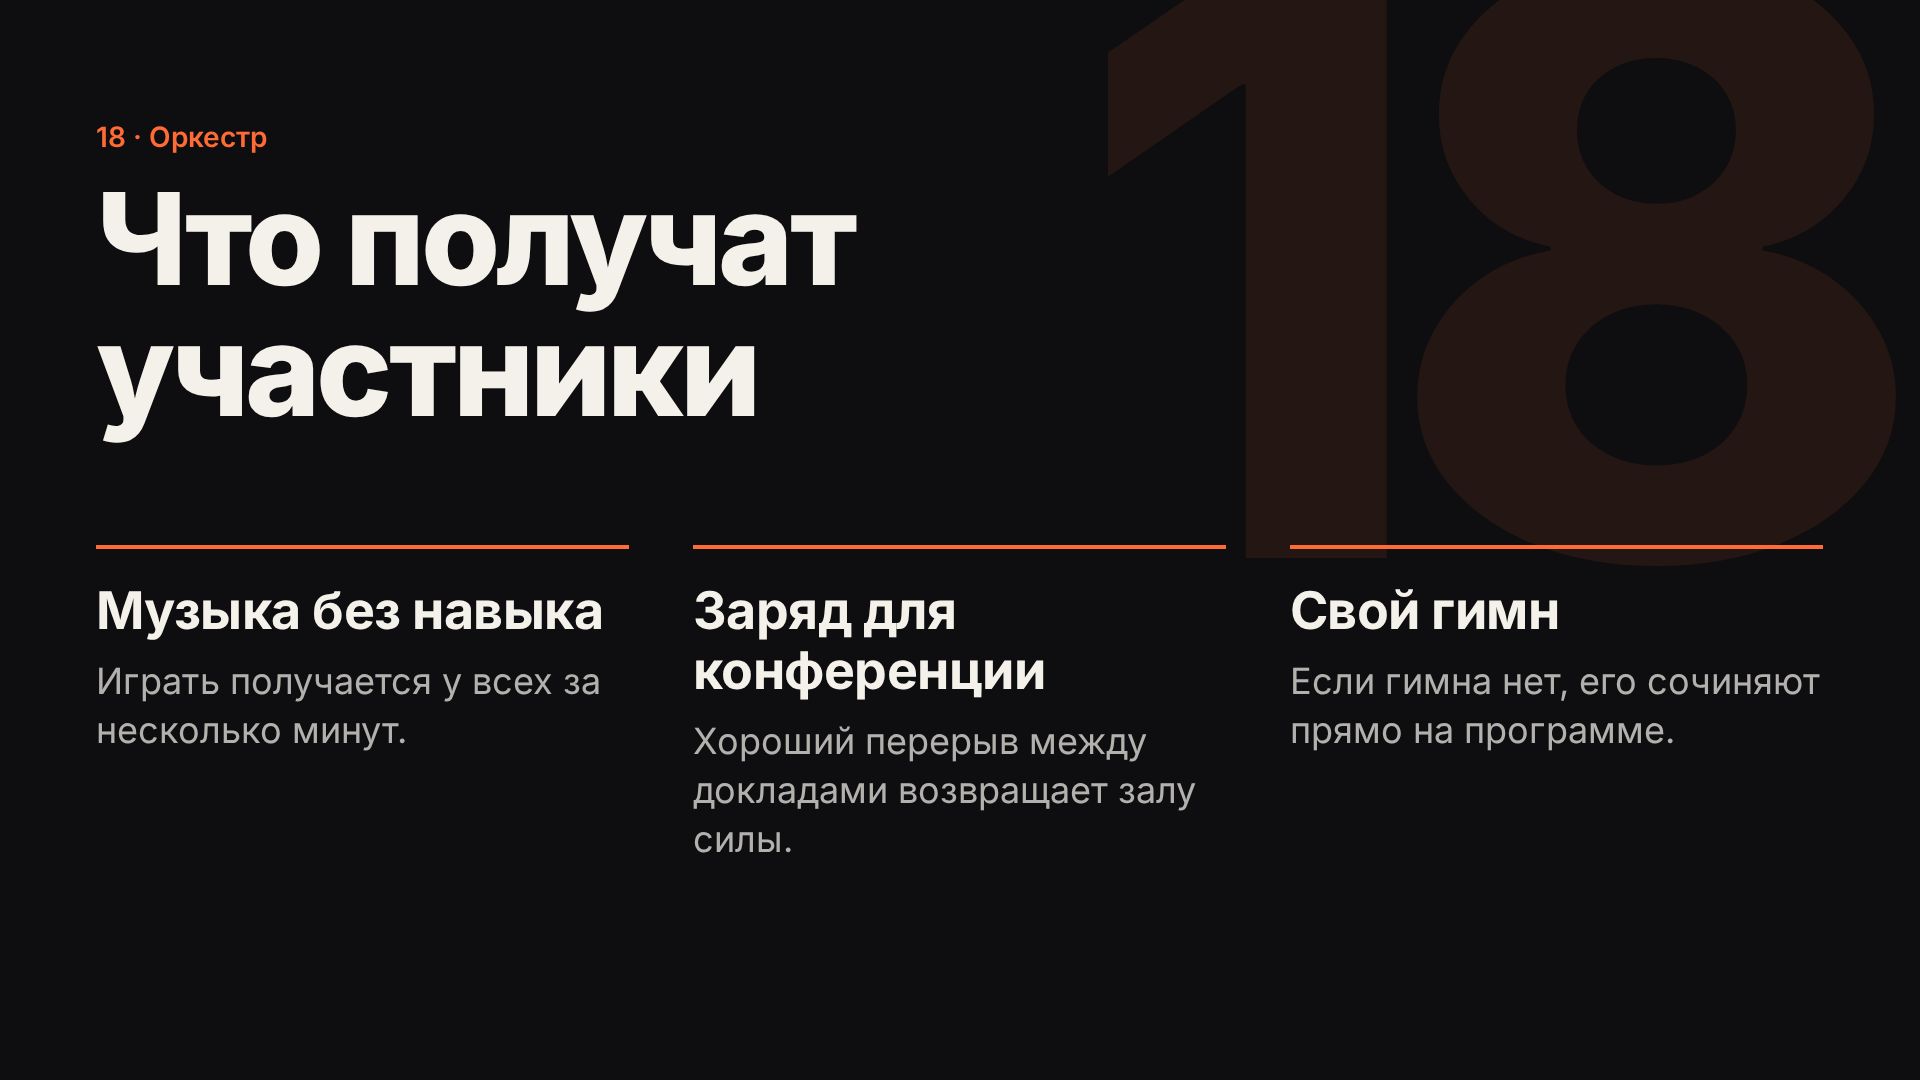 18
18 · Оркестр
Что получат
участники
Музыка без навыка
Играть получается у всех за
несколько минут.
Заряд для
конференции
Хороший перерыв между
докладами возвращает залу
силы.
Свой гимн
Если гимна нет, его сочиняют
прямо на программе.